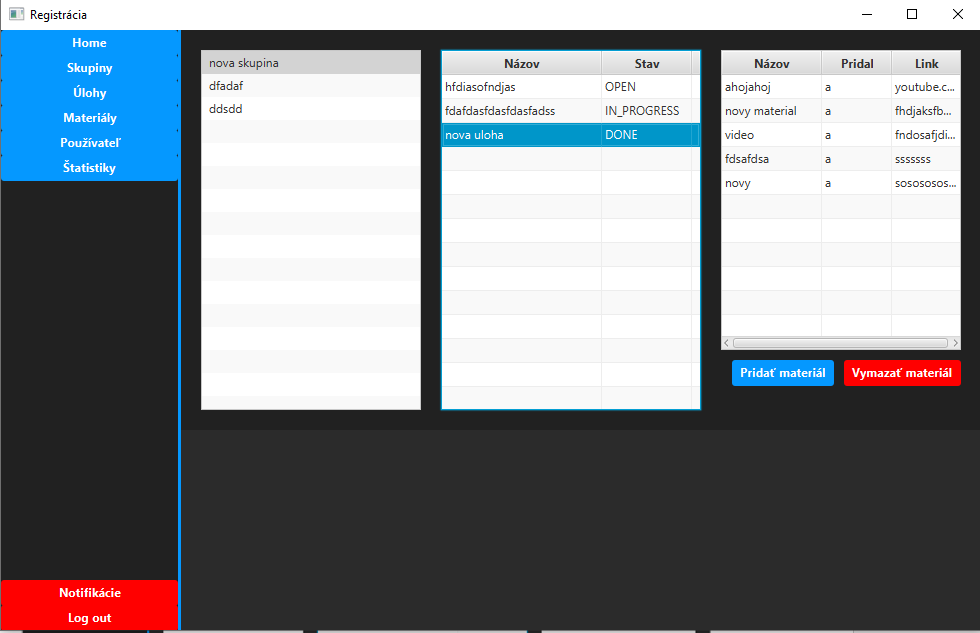 Registrácia
Home
Skupiny
Úlohy
Materiály
Používateľ
Štatistiky
Notifikácie
Log out
nova skupina
dfadaf
ddsdd
Názov Stav
hfdiasofndjas OPEN
fdafdasfdasfdasfadss IN_PROGRESS
nova uloha DONE
Názov Pridal Link
ahojahoj a youtube.c...
novy material a fhdjaksfb...
video a fndosafjdi...
fdsafdsa a sssssss
novy a sosososos...
Pridať materiál Vymazať materiál